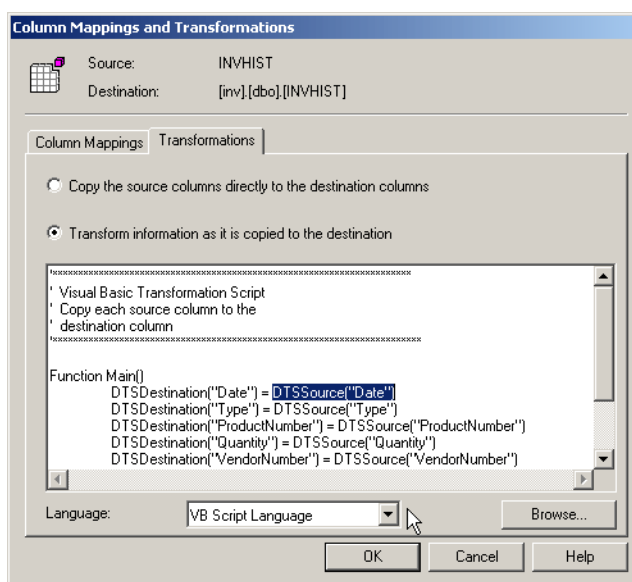 Column Mappings and Transformations
Source: INVHIST
Destination: [inv].[dbo].[INVHIST]
Column Mappings Transformations
Copy the source columns directly to the destination columns
Transform information as it is copied to the destination
'**********************************************************************
' Visual Basic Transformation Script
' Copy each source column to the
' destination column
'************************************************************************
Function Main()
DTSDestination("Date") = DTSSource("Date")
DTSDestination("Type") = DTSSource("Type")
DTSDestination("ProductNumber") = DTSSource("ProductNumber")
DTSDestination("Quantity") = DTSSource("Quantity")
DTSDestination("VendorNumber") = DTSSource("VendorNumber")
Language: VB Script Language Browse...
OK Cancel Help